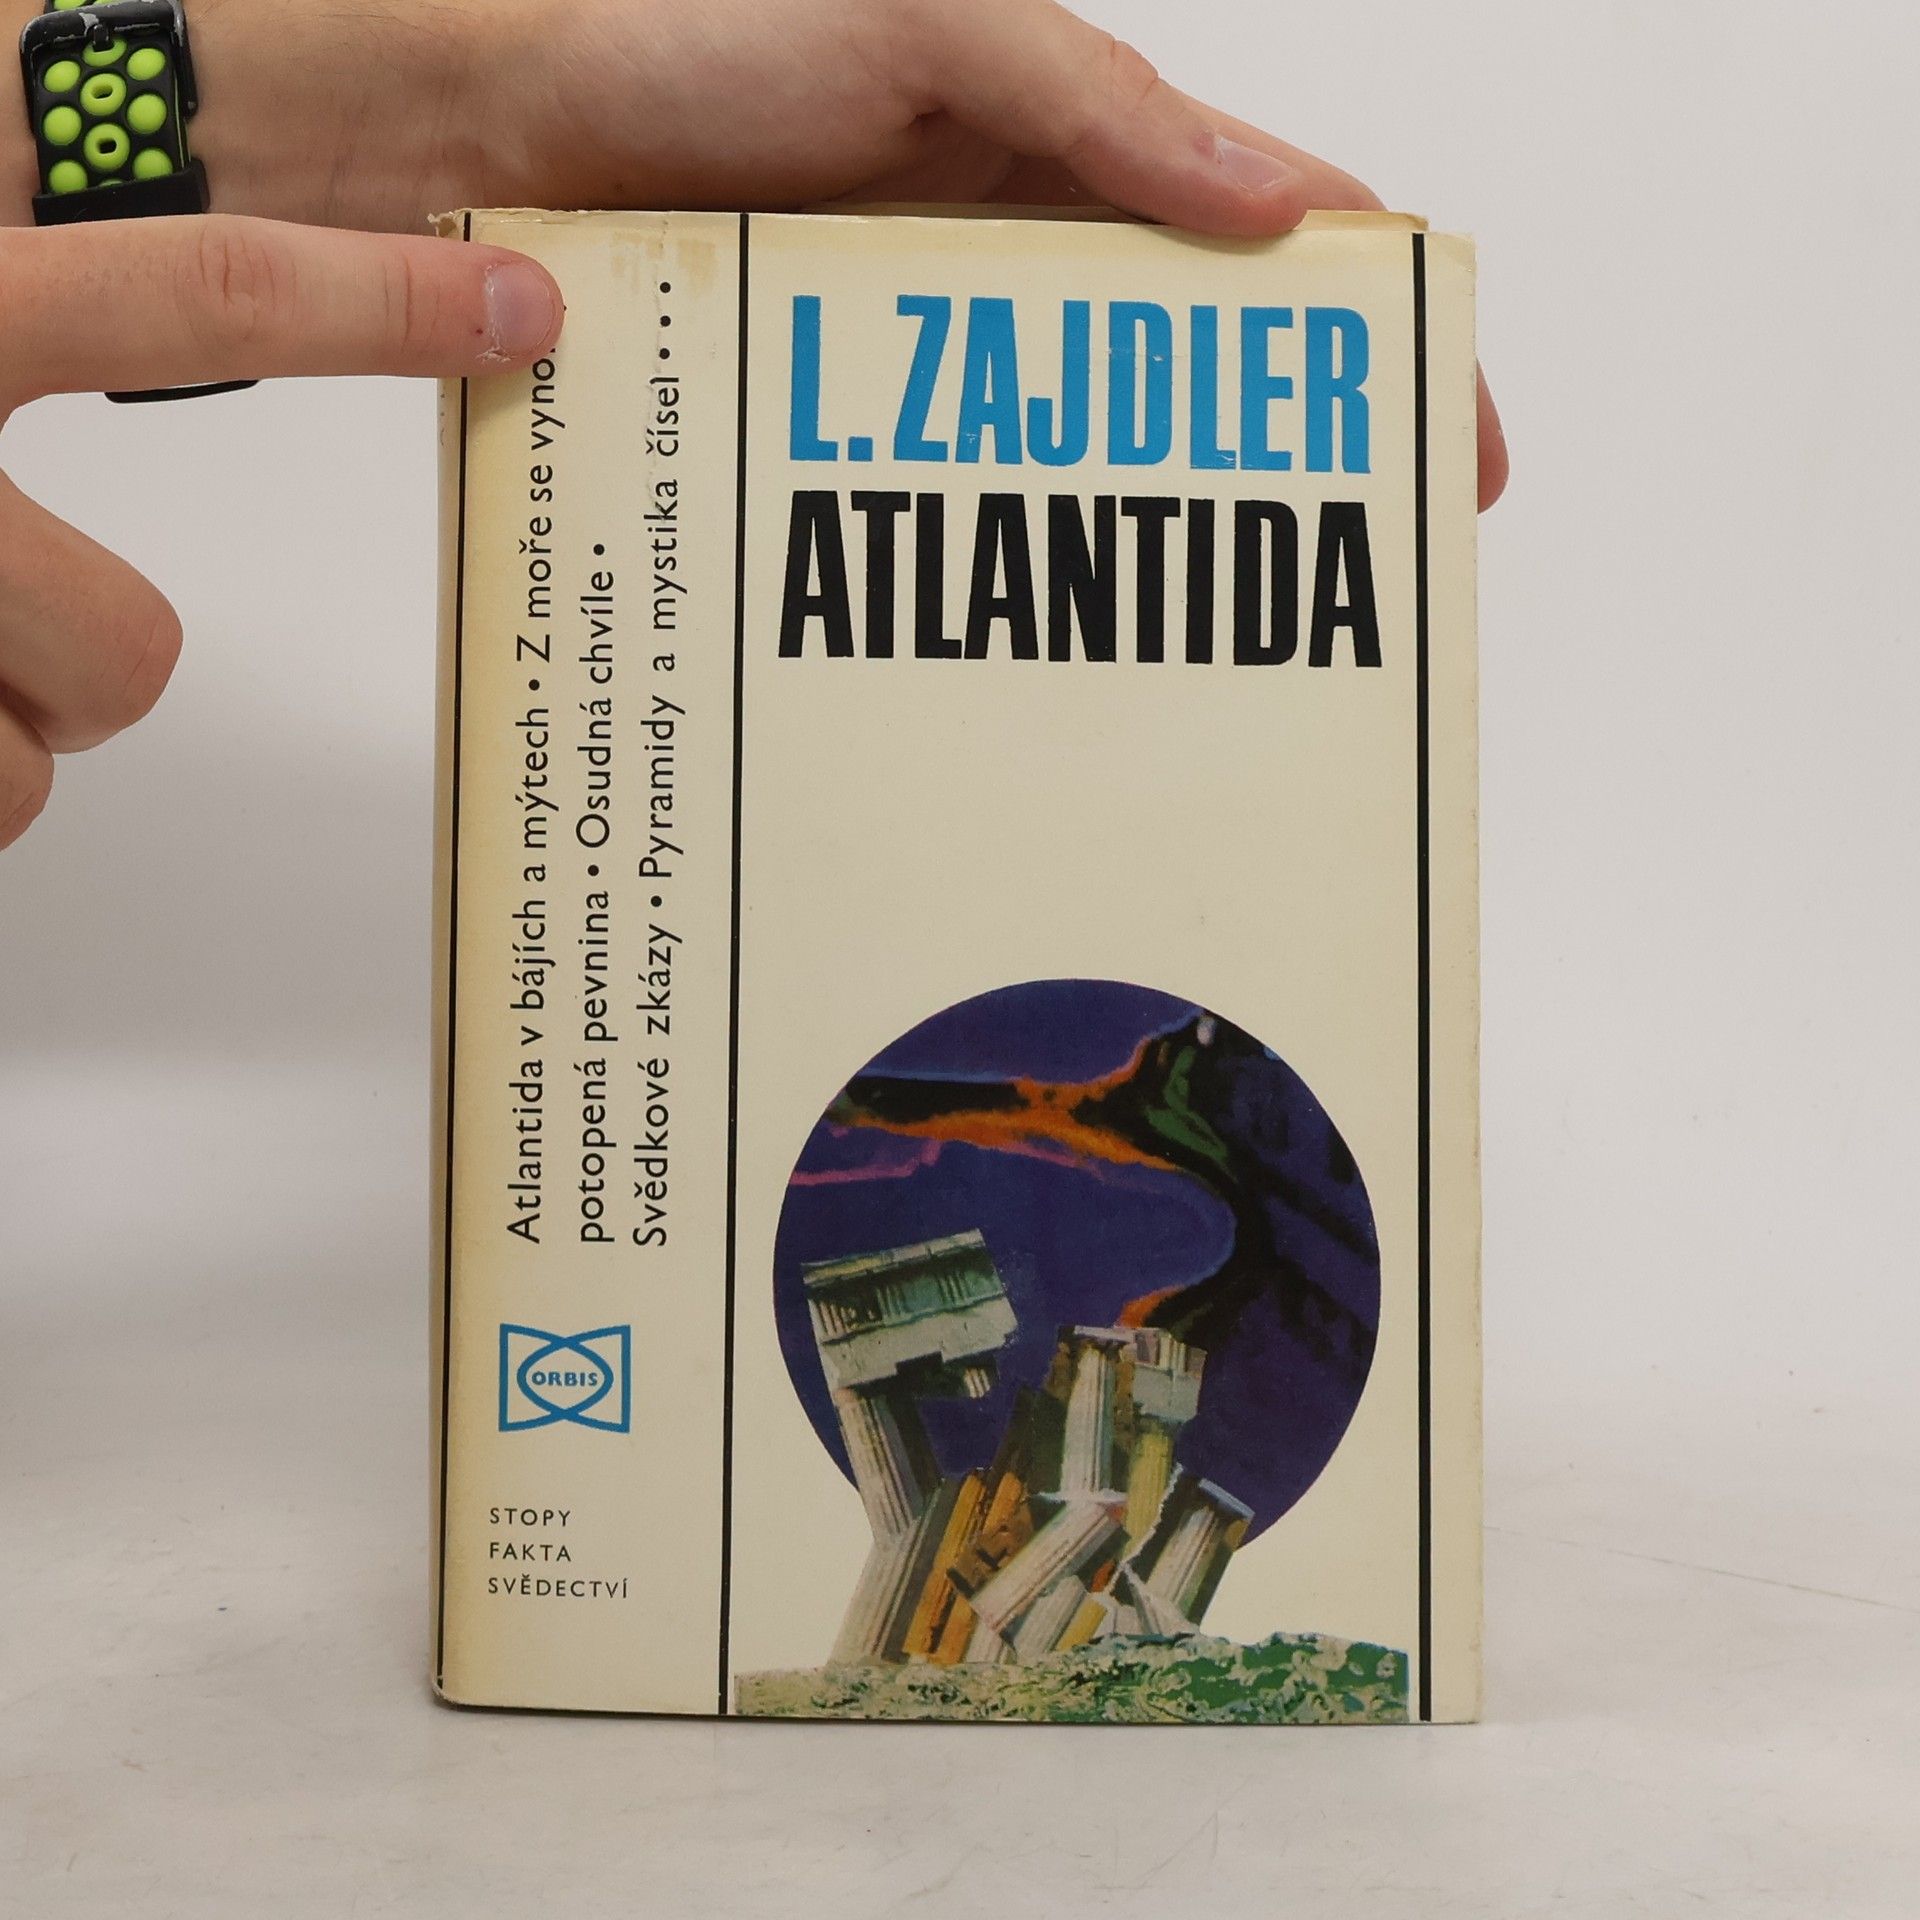 L. ZAJDLER
ATLANTIDA
Atlantida v bájích a mýtech • Z moře se
potopená pevnina • Osudná chvíle •
Svědkové zkázy • Pyramidy a mystika čísel . . .
ORBIS
STOPY
FAKTA
SVĚDECTVÍ